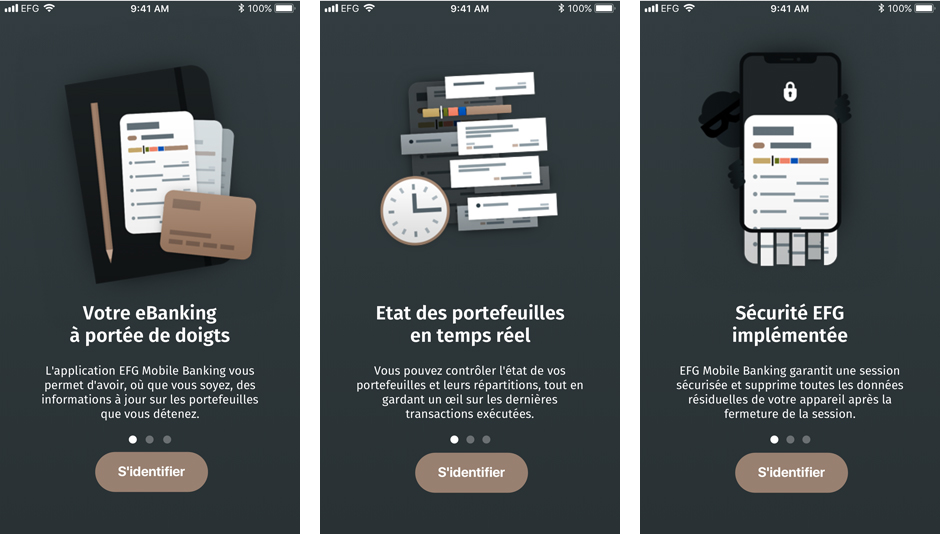 EFG 9:41 AM 100%
Votre eBanking
à portée de doigts
L'application EFG Mobile Banking vous
permet d'avoir, où que vous soyez, des
informations à jour sur les portefeuilles
que vous détenez.
S'identifier
EFG 9:41 AM 100%
Etat des portefeuilles
en temps réel
Vous pouvez contrôler l'état de vos
portefeuilles et leurs répartitions, tout en
gardant un œil sur les dernières
transactions exécutées.
S'identifier
EFG 9:41 AM 100%
Sécurité EFG
implémentée
EFG Mobile Banking garantit une session
sécurisée et supprime toutes les données
résiduelles de votre appareil après la
fermeture de la session.
S'identifier